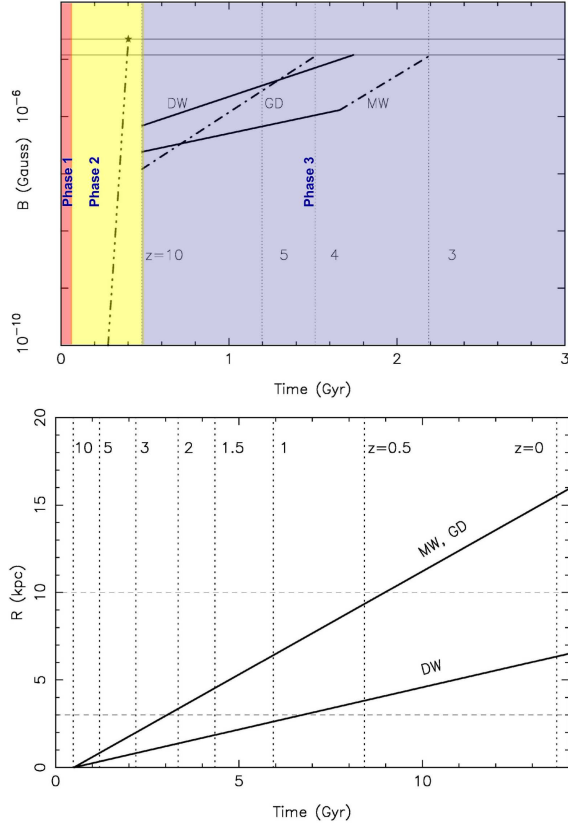 B (Gauss)
10⁻⁶
10⁻¹⁰
Phase 1
Phase 2
Phase 3
DW
GD
MW
z=10
5
4
3
0
1
2
3
Time (Gyr)
R (kpc)
20
15
10
5
0
10
5
3
2
1.5
1
z=0.5
z=0
MW, GD
DW
0
5
10
Time (Gyr)